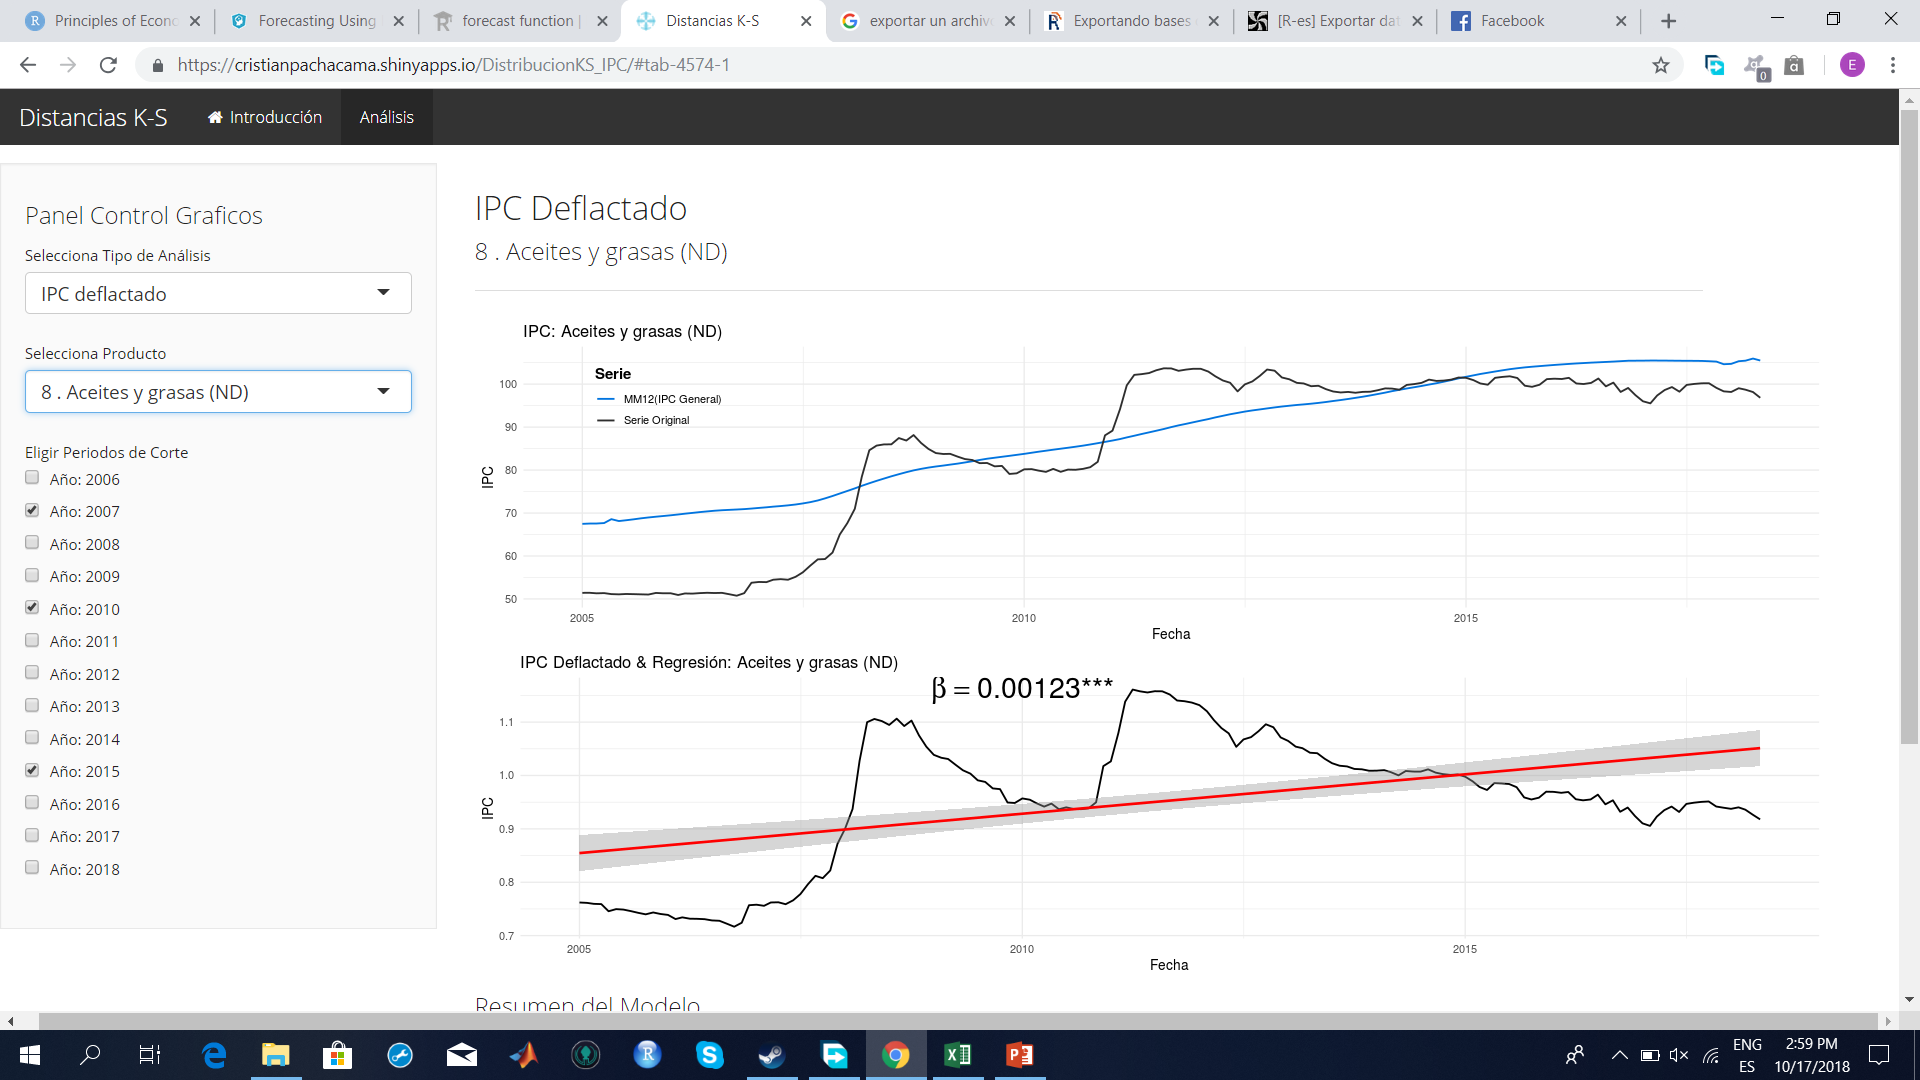 Principles of Econo
Forecasting Using
forecast function |
Distancias K-S
exportar un archivo
Exportando bases
[R-es] Exportar dat
Facebook
https://cristianpachacama.shinyapps.io/DistribucionKS_IPC/#tab-4574-1
0
E
Distancias K-S
Introducción
Análisis
Panel Control Graficos
Selecciona Tipo de Análisis
IPC deflactado
Selecciona Producto
8 . Aceites y grasas (ND)
Eligir Periodos de Corte
Año: 2006
Año: 2007
Año: 2008
Año: 2009
Año: 2010
Año: 2011
Año: 2012
Año: 2013
Año: 2014
Año: 2015
Año: 2016
Año: 2017
Año: 2018
IPC Deflactado
8 . Aceites y grasas (ND)
IPC: Aceites y grasas (ND)
Serie
MM12(IPC General)
Serie Original
100
90
80
70
60
50
IPC
2005
2010
2015
Fecha
IPC Deflactado & Regresión: Aceites y grasas (ND)
β = 0.00123***
1.1
1.0
0.9
0.8
0.7
IPC
2005
2010
2015
Fecha
Resumen del Modelo
ENG
ES
2:59 PM
10/17/2018